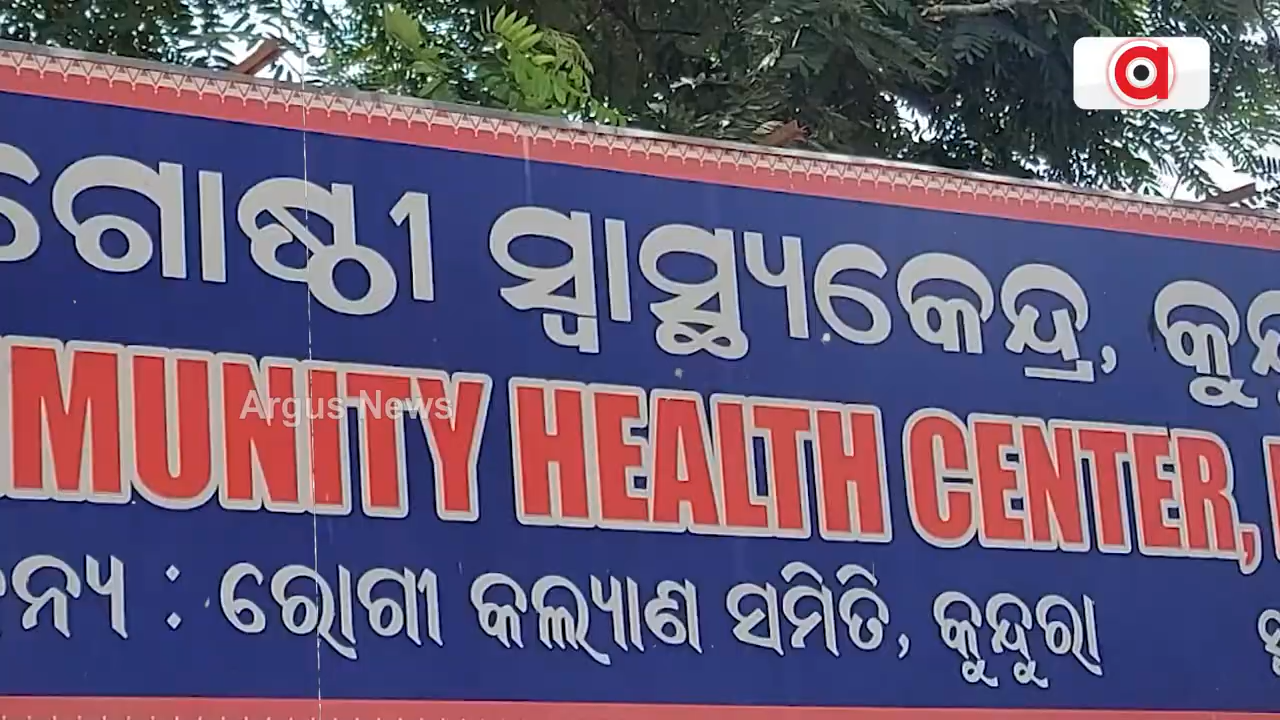 ଗୋଷ୍ଠୀ ସ୍ୱାସ୍ଥ୍ୟକେନ୍ଦ୍ର,
MUNITY HEALTH CENTER,
Argus News
ନ୍ୟ : ରୋଗୀ କଲ୍ୟାଣ ସମିତି, କୁନ୍ଦୁରା